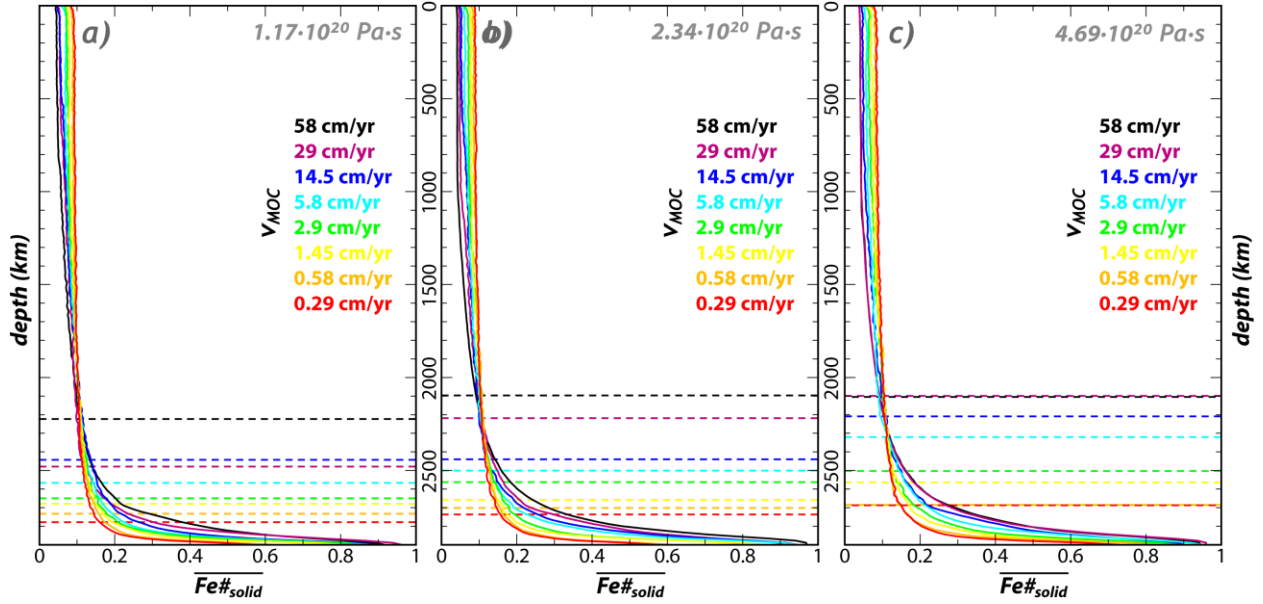 a)
1.17·10²⁰ Pa·s
b)
2.34·10²⁰ Pa·s
c)
4.69·10²⁰ Pa·s
0
500
1000
1500
2000
2500
0
500
1000
1500
2000
2500
depth (km)
depth (km)
v_MOC
58 cm/yr
29 cm/yr
14.5 cm/yr
5.8 cm/yr
2.9 cm/yr
1.45 cm/yr
0.58 cm/yr
0.29 cm/yr
v_MOC
58 cm/yr
29 cm/yr
14.5 cm/yr
5.8 cm/yr
2.9 cm/yr
1.45 cm/yr
0.58 cm/yr
0.29 cm/yr
v_MOC
58 cm/yr
29 cm/yr
14.5 cm/yr
5.8 cm/yr
2.9 cm/yr
1.45 cm/yr
0.58 cm/yr
0.29 cm/yr
0 0.2 0.4 0.6 0.8 1
0 0.2 0.4 0.6 0.8 1
0 0.2 0.4 0.6 0.8 1
Fe#solid
Fe#solid
Fe#solid